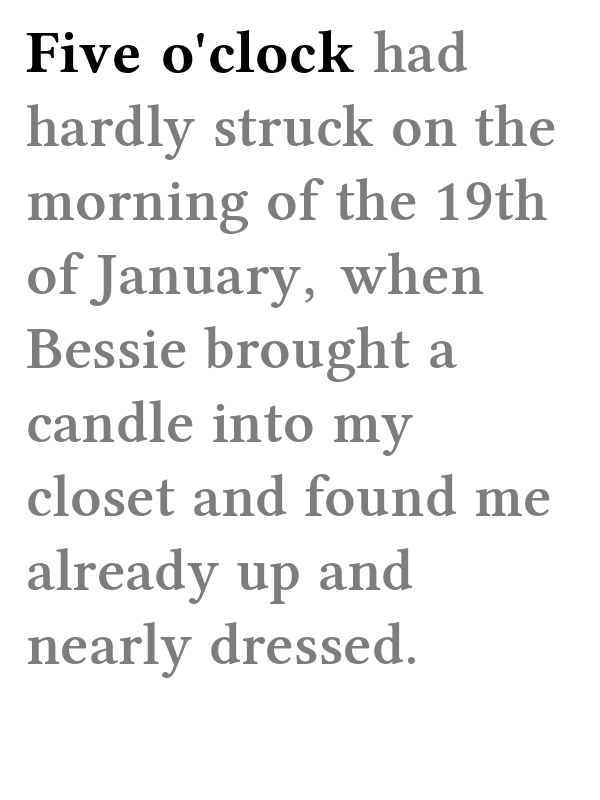 Five o'clock had
hardly struck on the
morning of the 19th
of January, when
Bessie brought a
candle into my
closet and found me
already up and
nearly dressed.